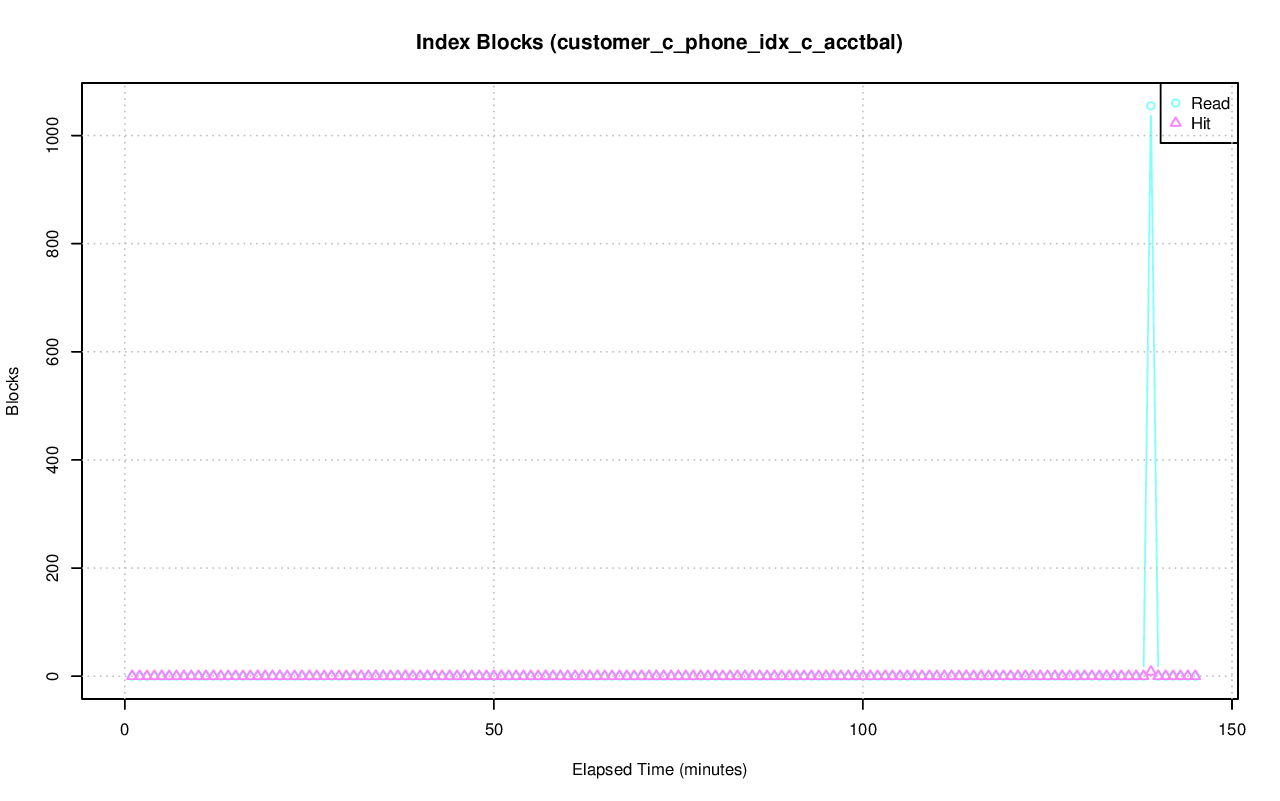 Index Blocks (customer_c_phone_idx_c_acctbal)
Read
Hit
1000
800
600
400
200
0
Blocks
0
50
100
150
Elapsed Time (minutes)